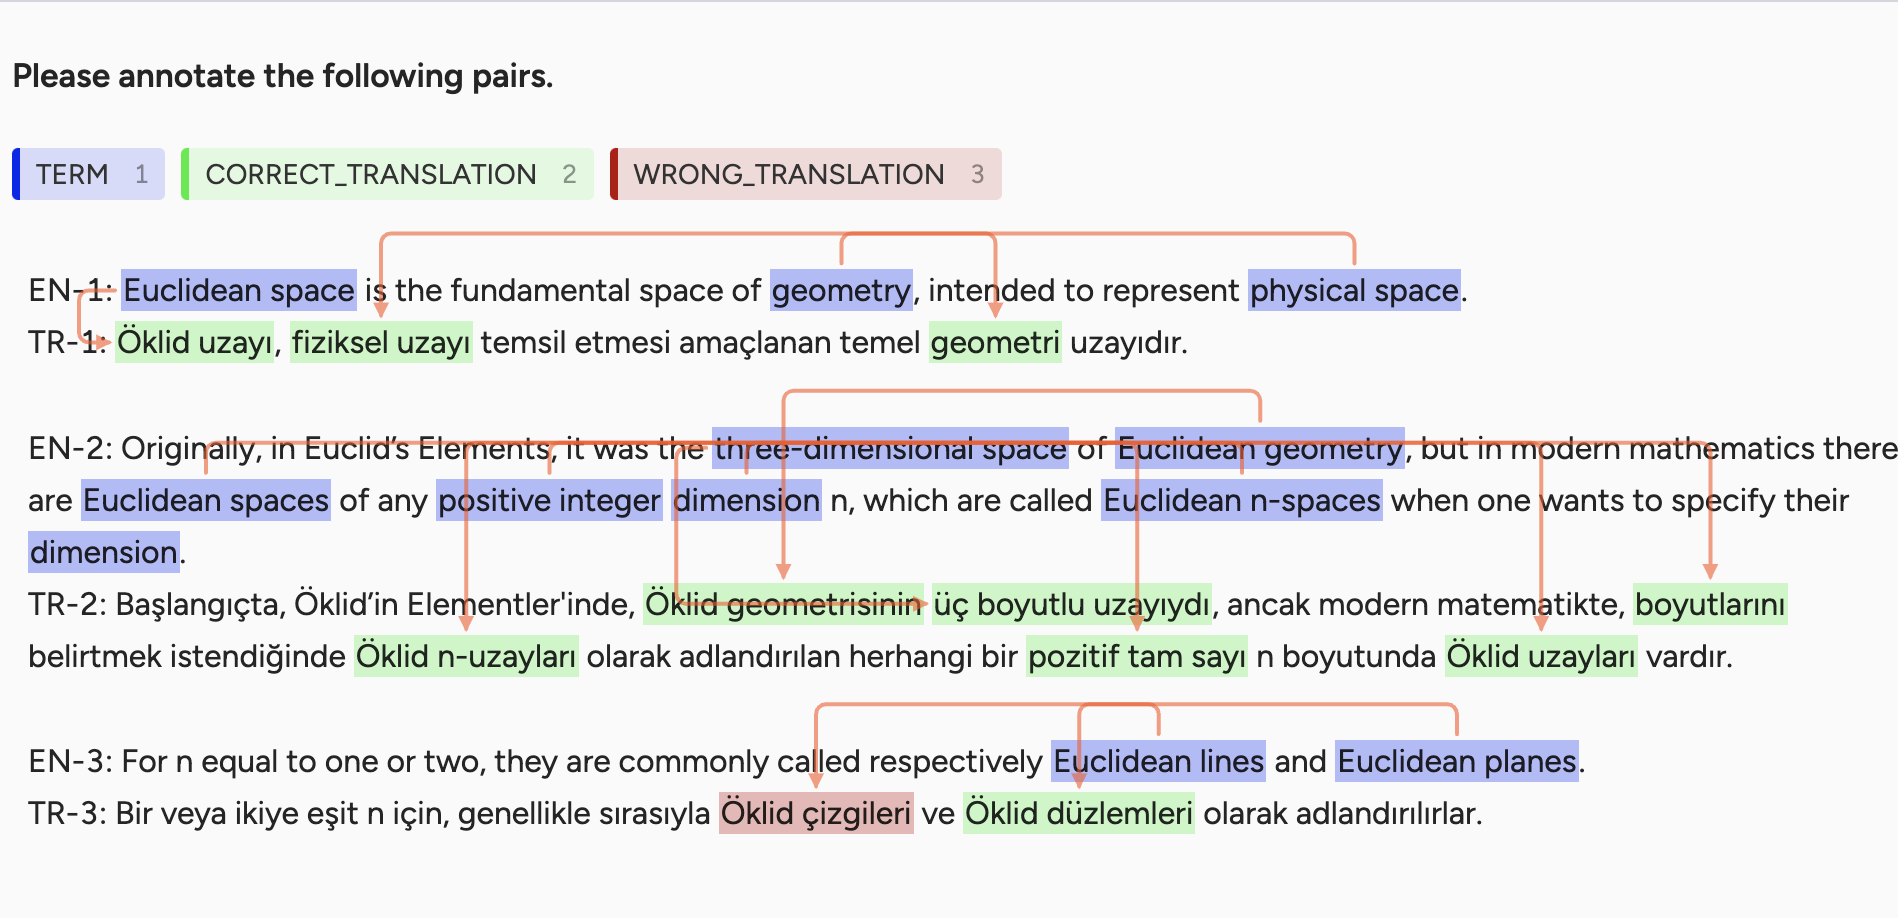 Please annotate the following pairs.
TERM 1 CORRECT_TRANSLATION 2 WRONG_TRANSLATION 3
EN-1: Euclidean space is the fundamental space of geometry, intended to represent physical space.
TR-1: Öklid uzayı, fiziksel uzayı temsil etmesi amaçlanan temel geometri uzayıdır.
EN-2: Originally, in Euclid’s Elements, it was the three-dimensional space of Euclidean geometry, but in modern mathematics there
are Euclidean spaces of any positive integer dimension n, which are called Euclidean n-spaces when one wants to specify their
dimension.
TR-2: Başlangıçta, Öklid’in Elementler'inde, Öklid geometrisinin üç boyutlu uzayıydı, ancak modern matematikte, boyutlarını
belirtmek istendiğinde Öklid n-uzayları olarak adlandırılan herhangi bir pozitif tam sayı n boyutunda Öklid uzayları vardır.
EN-3: For n equal to one or two, they are commonly called respectively Euclidean lines and Euclidean planes.
TR-3: Bir veya ikiye eşit n için, genellikle sırasıyla Öklid çizgileri ve Öklid düzlemleri olarak adlandırılırlar.